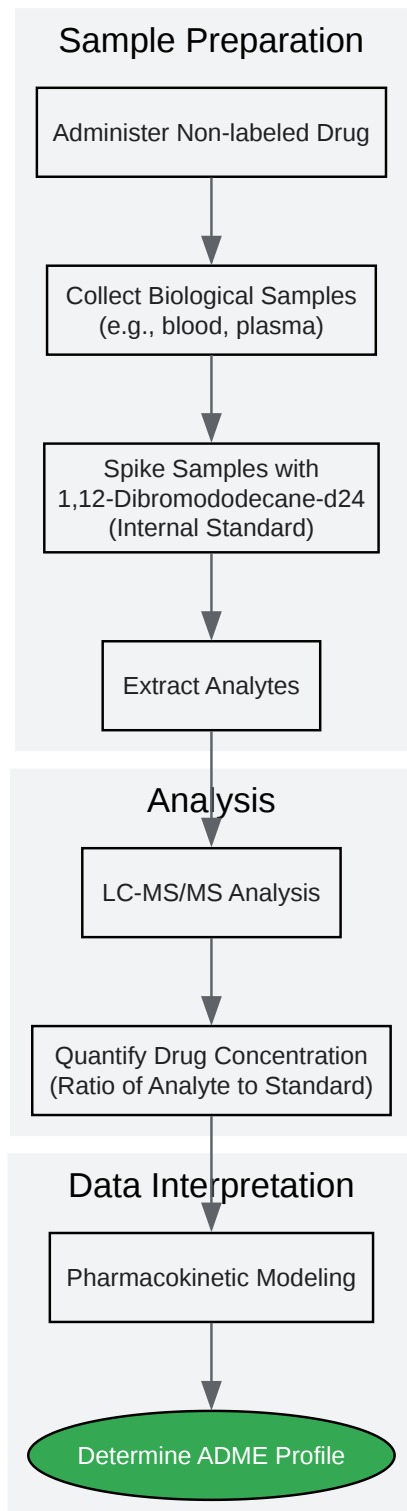 Sample Preparation
Administer Non-labeled Drug
Collect Biological Samples
(e.g., blood, plasma)
Spike Samples with
1,12-Dibromododecane-d24
(Internal Standard)
Extract Analytes
Analysis
LC-MS/MS Analysis
Quantify Drug Concentration
(Ratio of Analyte to Standard)
Data Interpretation
Pharmacokinetic Modeling
Determine ADME Profile